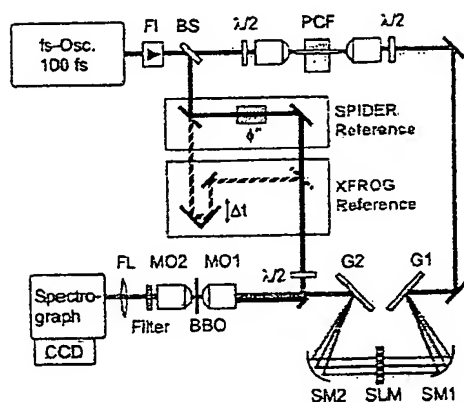 fs-Osc.
100 fs
FI
BS
λ/2
PCF
λ/2
SPIDER
Reference
ϕ"
XFROG
Reference
Δt
λ/2
G2
G1
FL
MO2
MO1
Spectro-
graph
Filter
BBO
CCD
SM2
SLM
SM1